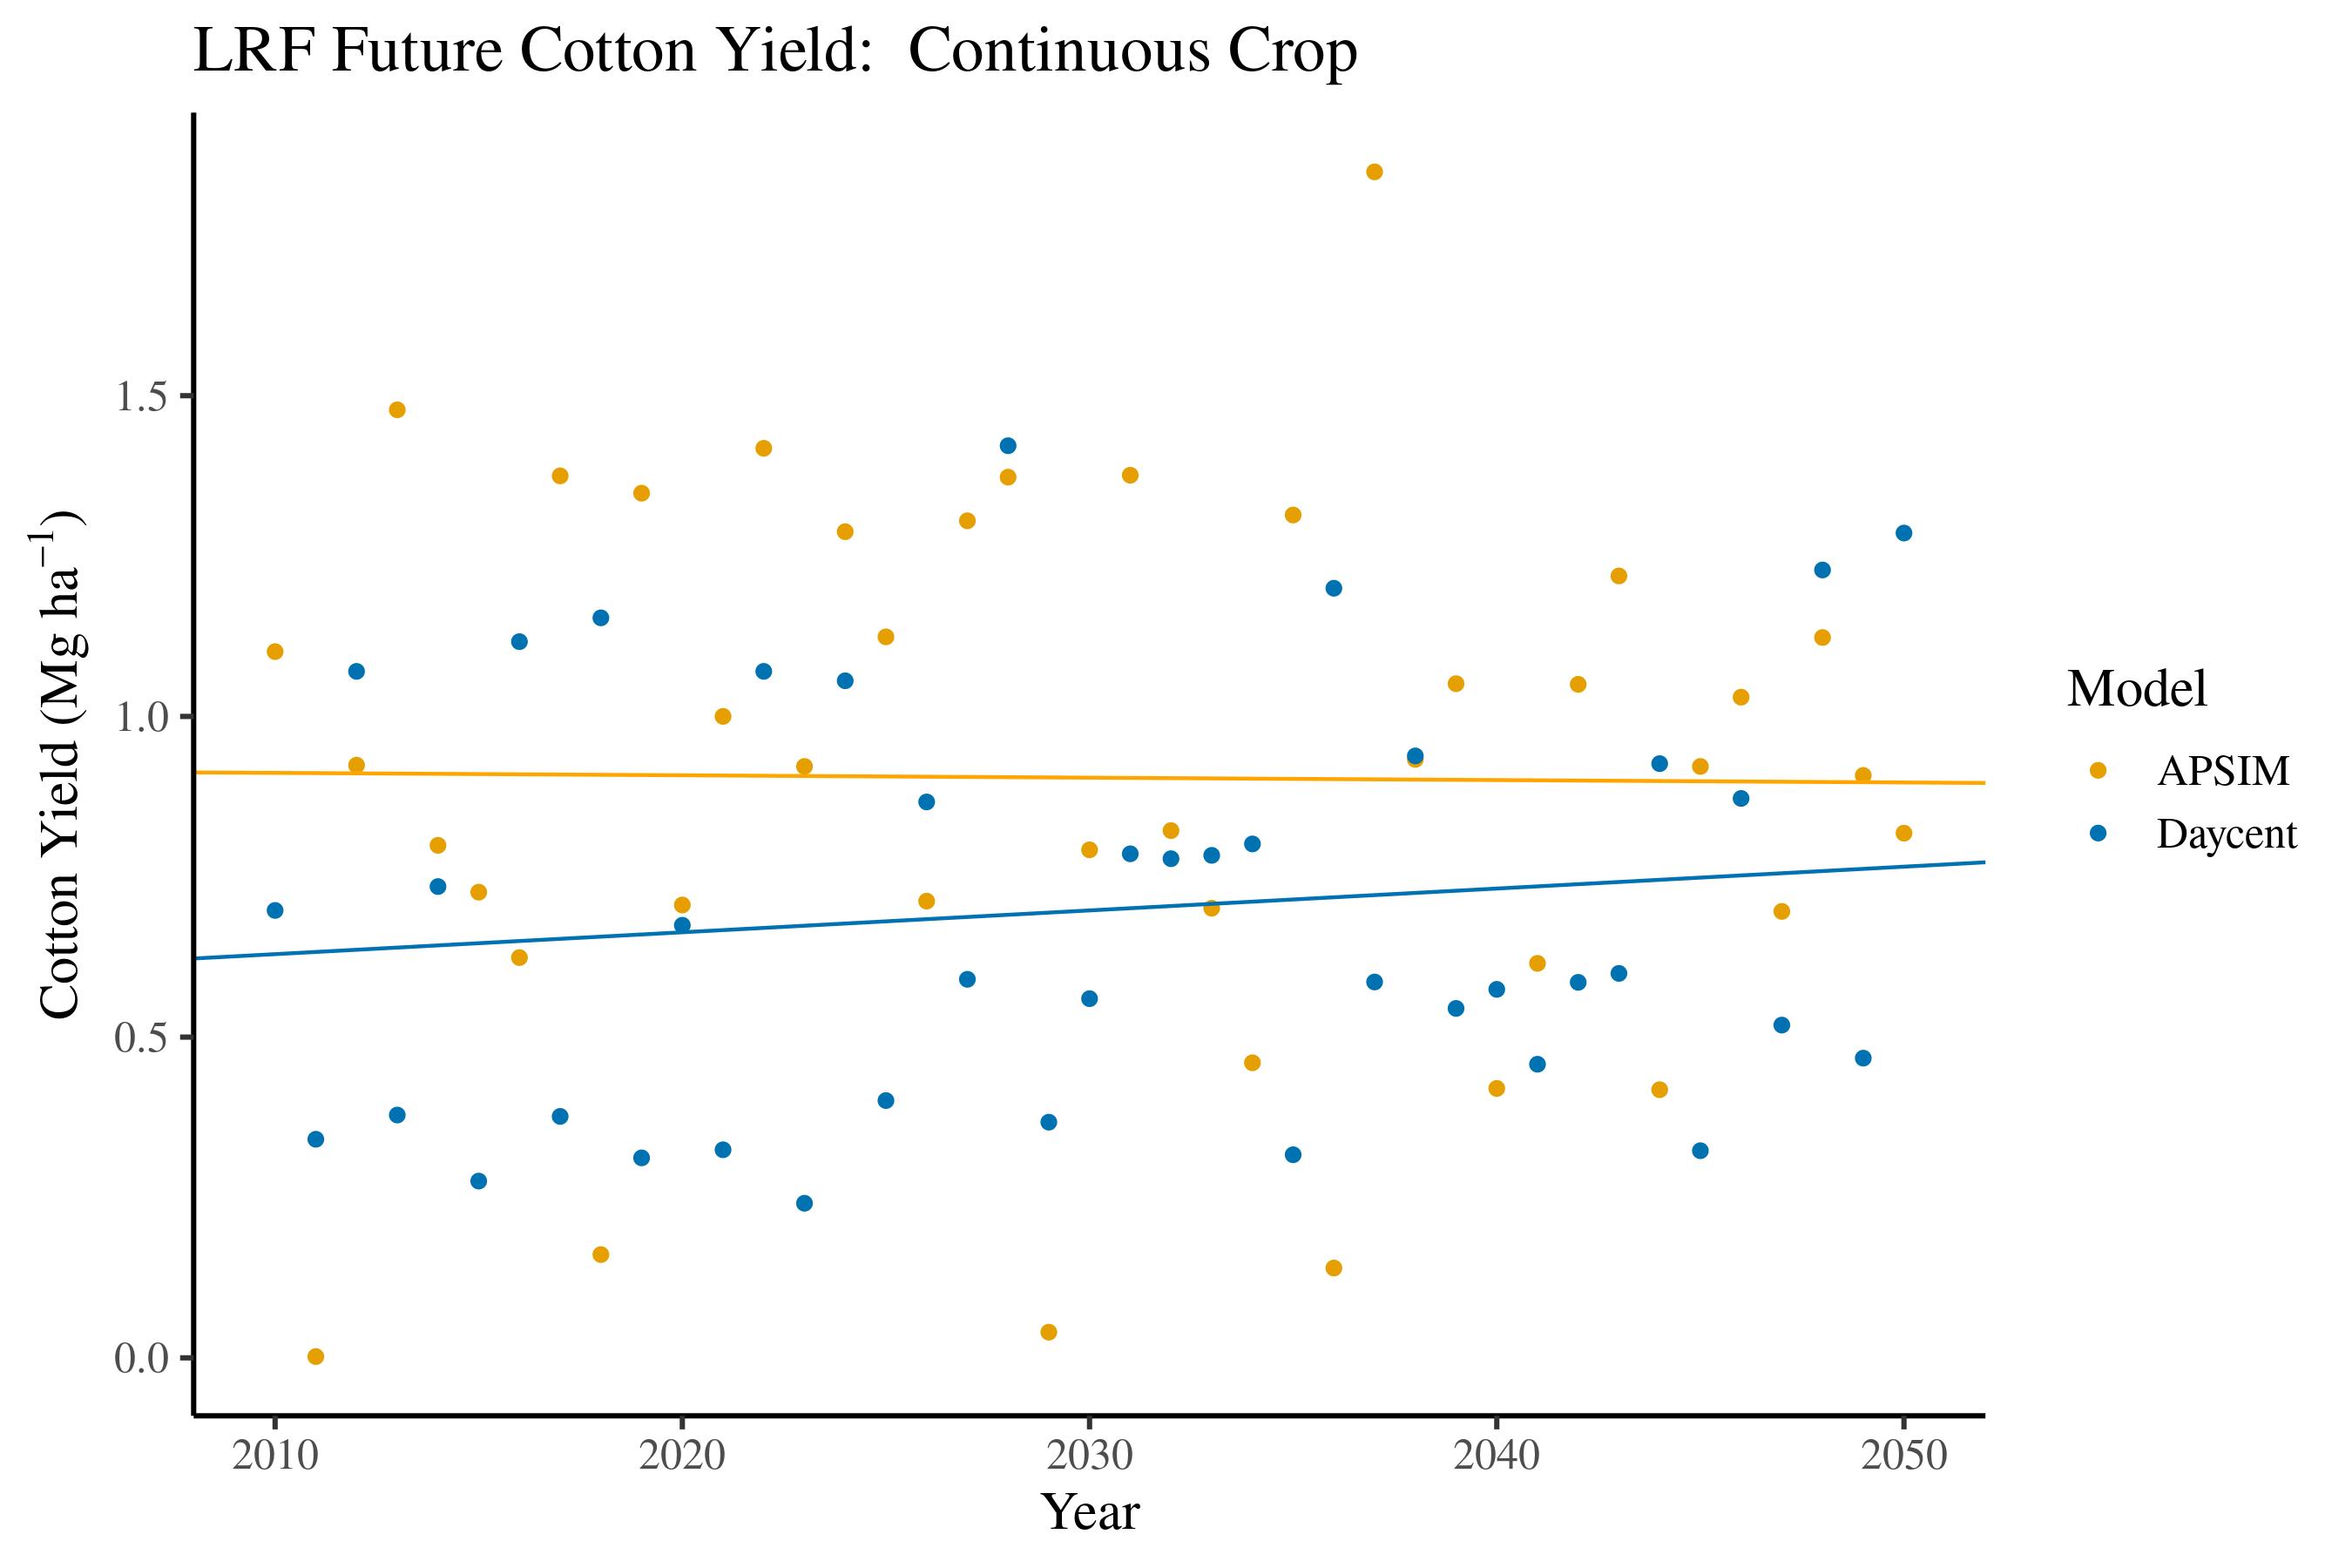 LRF Future Cotton Yield:  Continuous Crop
Cotton Yield (Mg ha⁻¹)
1.5
1.0
0.5
0.0
2010 2020 2030 2040 2050
Year
Model
APSIM
Daycent